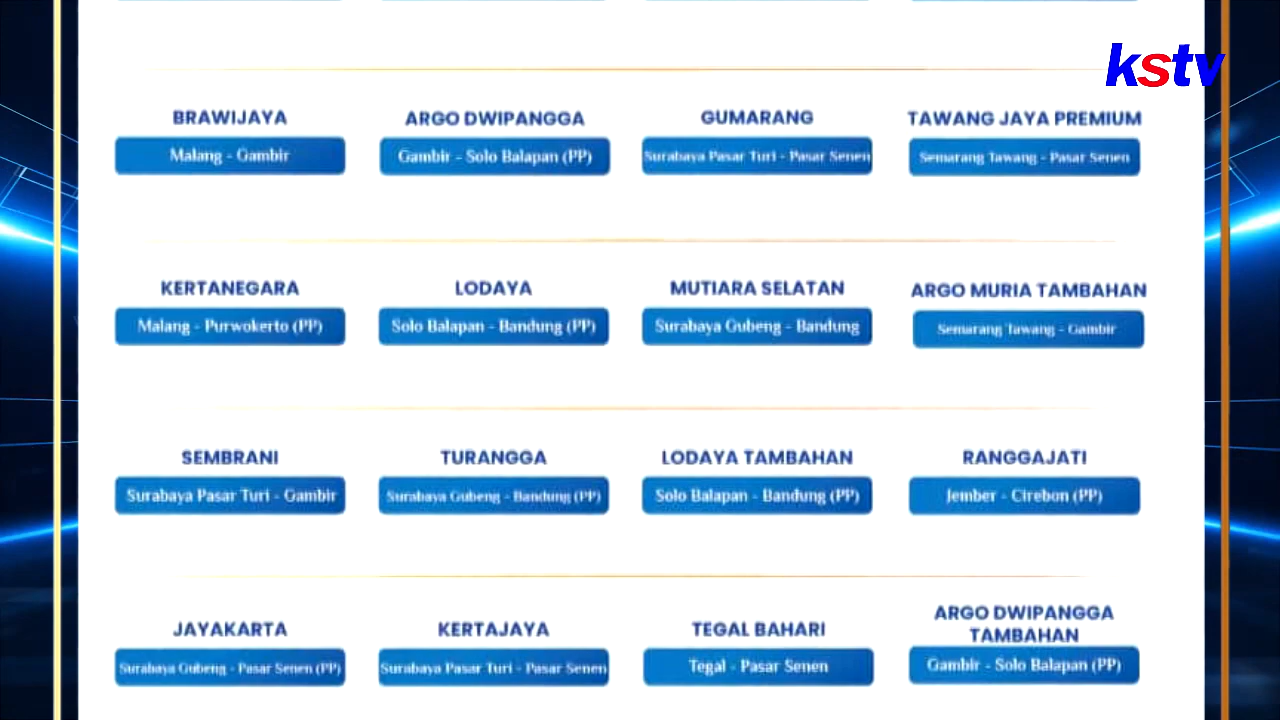 kstv
BRAWIJAYA
Malang - Gambir
ARGO DWIPANGGA
Gambir - Solo Balapan (PP)
GUMARANG
Surabaya Pasar Turi - Pasar Senen
TAWANG JAYA PREMIUM
Semarang Tawang - Pasar Senen
KERTANEGARA
Malang - Purwokerto (PP)
LODAYA
Solo Balapan - Bandung (PP)
MUTIARA SELATAN
Surabaya Gubeng - Bandung
ARGO MURIA TAMBAHAN
Semarang Tawang - Gambir
SEMBRANI
Surabaya Pasar Turi - Gambir
TURANGGA
Surabaya Gubeng - Bandung (PP)
LODAYA TAMBAHAN
Solo Balapan - Bandung (PP)
RANGGAJATI
Jember - Cirebon (PP)
JAYAKARTA
Surabaya Gubeng - Pasar Senen (PP)
KERTAJAYA
Surabaya Pasar Turi - Pasar Senen
TEGAL BAHARI
Tegal - Pasar Senen
ARGO DWIPANGGA
TAMBAHAN
Gambir - Solo Balapan (PP)